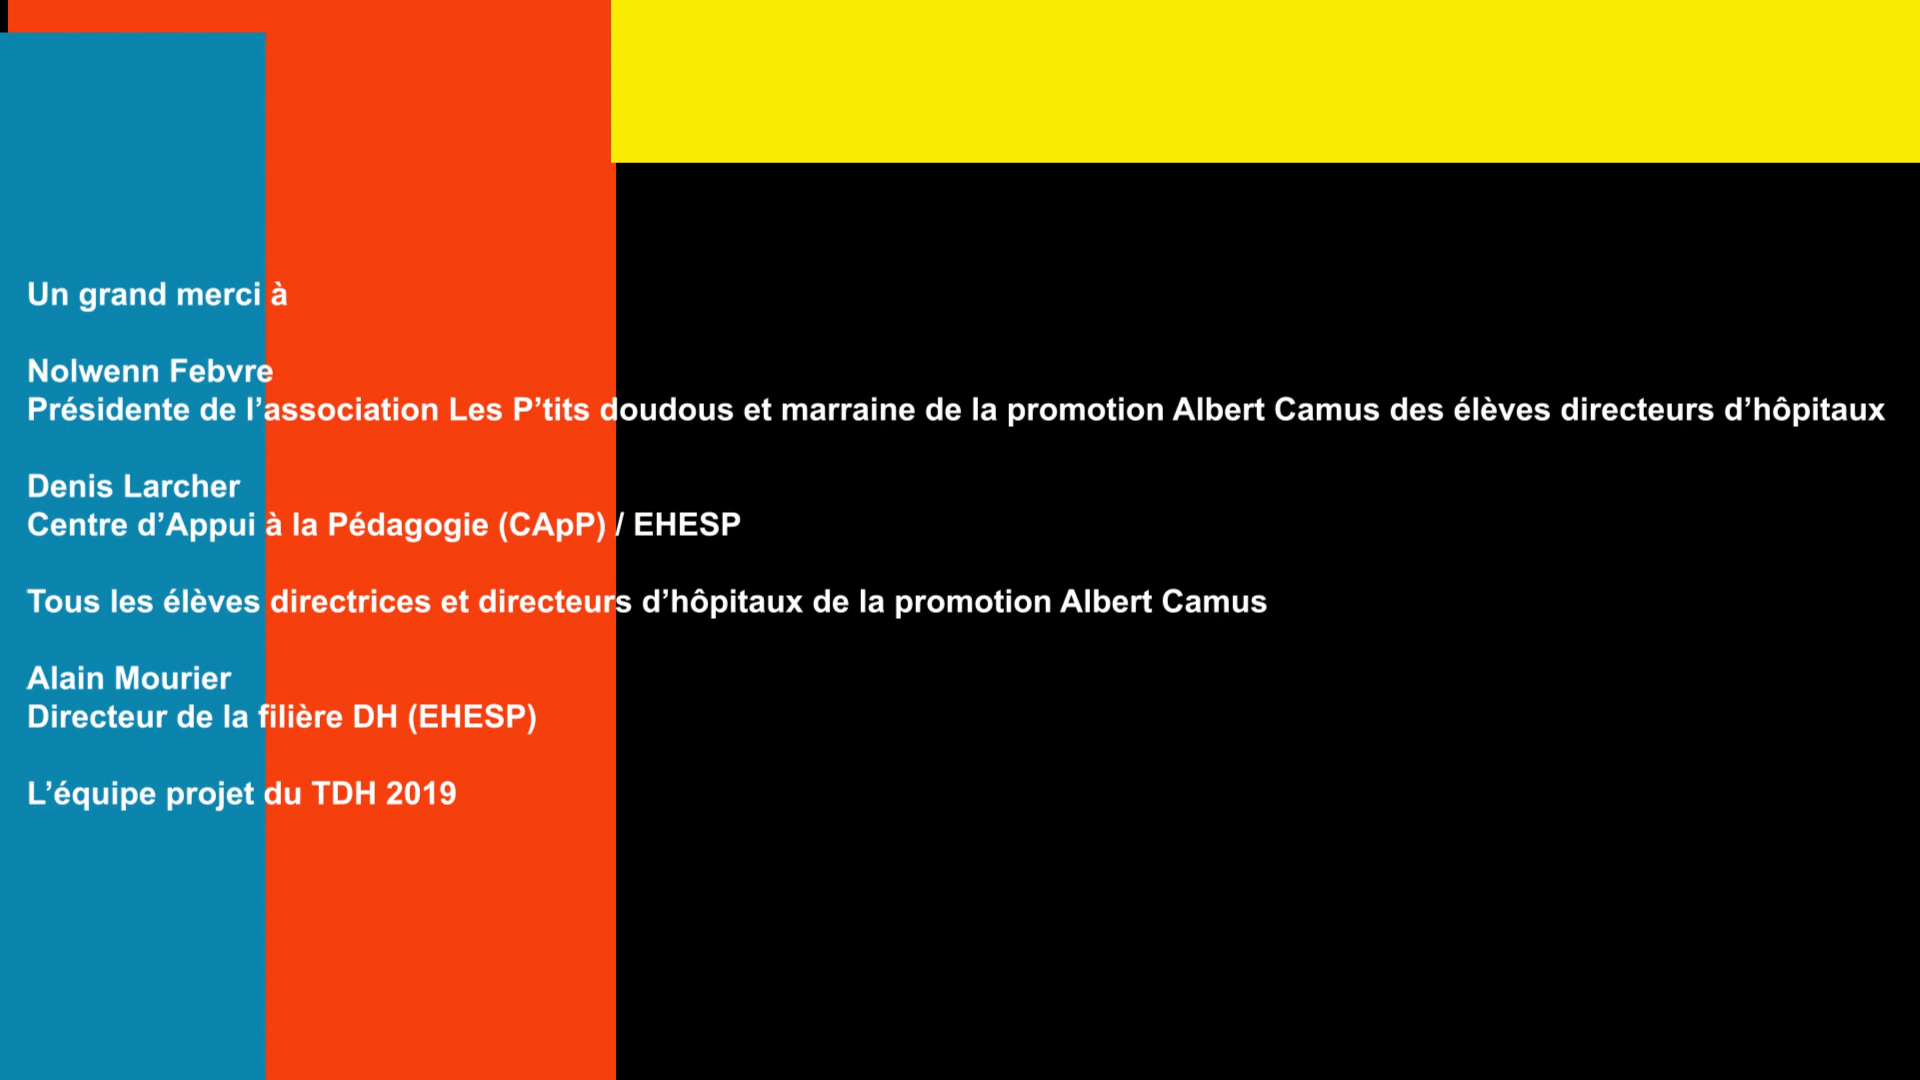 Un grand merci à
Nolwenn Febvre
Présidente de l’association Les P’tits doudous et marraine de la promotion Albert Camus des élèves directeurs d’hôpitaux
Denis Larcher
Centre d’Appui à la Pédagogie (CApP) / EHESP
Tous les élèves directrices et directeurs d’hôpitaux de la promotion Albert Camus
Alain Mourier
Directeur de la filière DH (EHESP)
L’équipe projet du TDH 2019